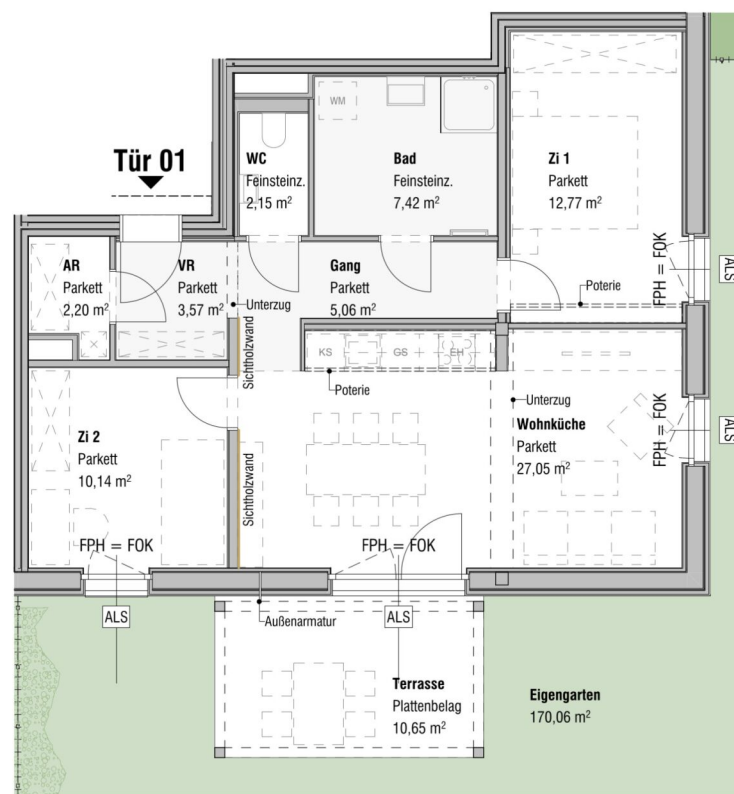 Tür 01
WM
WC
Feinsteinz.
2,15 m²
Bad
Feinsteinz.
7,42 m²
Zi 1
Parkett
12,77 m²
FPH = FOK
ALS
AR
Parkett
2,20 m²
VR
Parkett
3,57 m²
Unterzug
Gang
Parkett
5,06 m²
Poterie
Sichtholzwand
KS
GS
EH
Poterie
Unterzug
Wohnküche
Parkett
27,05 m²
FPH = FOK
ALS
Zi 2
Parkett
10,14 m²
Sichtholzwand
FPH = FOK
FPH = FOK
ALS
Außenarmatur
ALS
Terrasse
Plattenbelag
10,65 m²
Eigengarten
170,06 m²